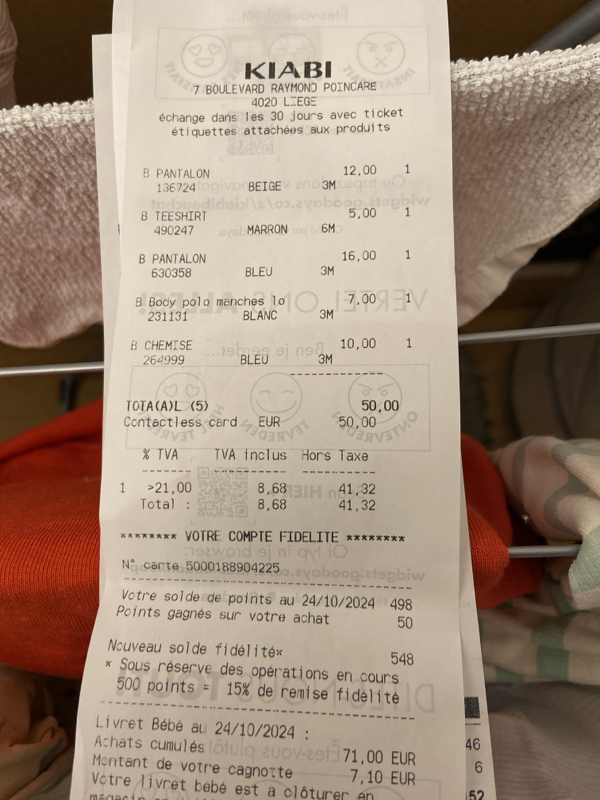 KIABI
7 BOULEVARD RAYMOND POINCARE
4020 LIEGE
échange dans les 30 jours avec ticket
étiquettes attachées aux produits
B PANTALON 12,00 1
136724 BEIGE 3M
B TEESHIRT 5,00 1
490247 MARRON 6M
B PANTALON 16,00 1
630358 BLEU 3M
B Body polo manches lo 7,00 1
231131 BLANC 3M
B CHEMISE 10,00 1
264999 BLEU 3M
TOTA(A)L (5) 50,00
Contactless card EUR 50,00
% TVA TVA inclus Hors Taxe
1 >21,00 8,68 41,32
Total : 8,68 41,32
******** VOTRE COMPTE FIDELITE ********
N° carte 5000188904225
Votre solde de points au 24/10/2024 498
Points gagnés sur votre achat 50
Nouveau solde fidélité* 548
* Sous réserve des opérations en cours
500 points = 15% de remise fidélité
Livret Bébé au 24/10/2024 :
Achats cumulés 71,00 EUR
Montant de votre cagnotte 7,10 EUR
Votre livret bébé est à clôturer en
46
6
52